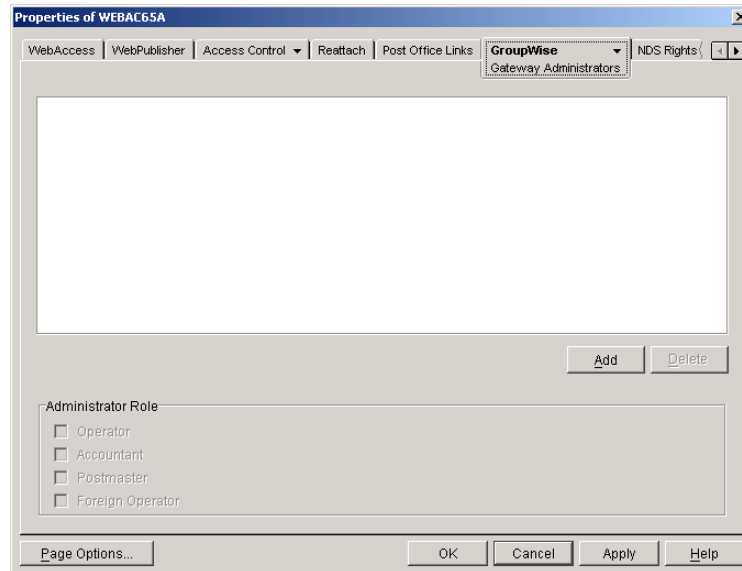 Properties of WEBAC65A
WebAccess WebPublisher Access Control Reattach Post Office Links GroupWise NDS Rights
Gateway Administrators
Add Delete
Administrator Role
Operator
Accountant
Postmaster
Foreign Operator
Page Options... OK Cancel Apply Help